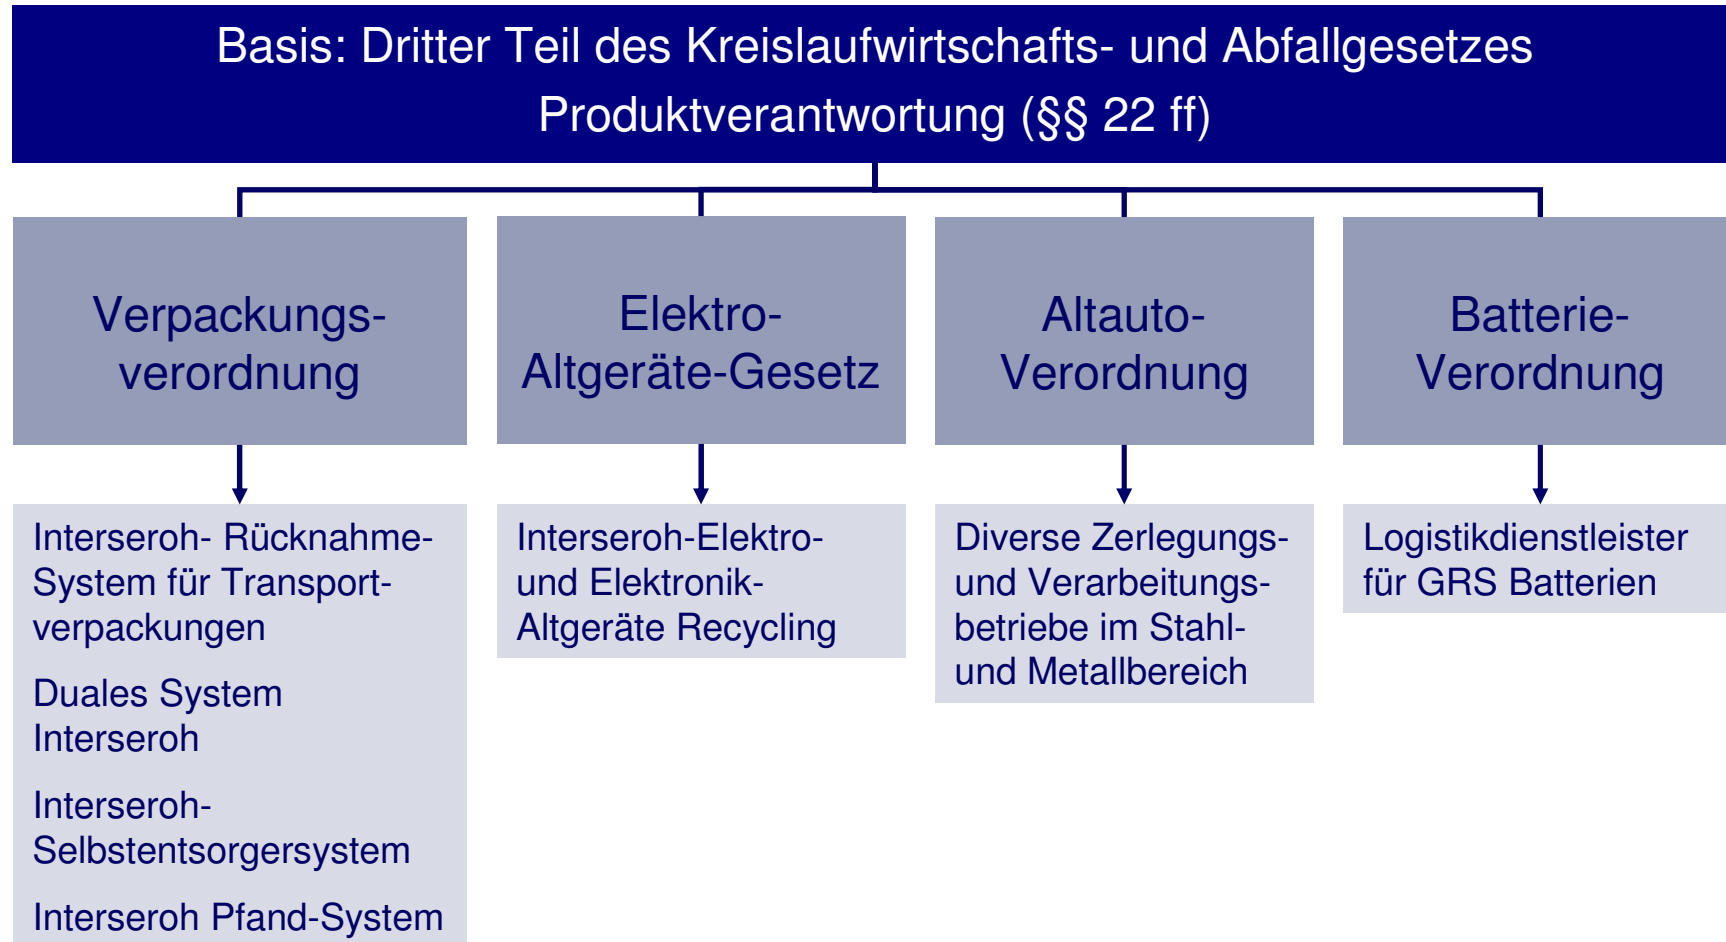 Basis: Dritter Teil des Kreislaufwirtschafts- und Abfallgesetzes
Produktverantwortung (§§ 22 ff)
Verpackungs-
verordnung
Elektro-
Altgeräte-Gesetz
Altauto-
Verordnung
Batterie-
Verordnung
Interseroh- Rücknahme-
System für Transport-
verpackungen
Duales System
Interseroh
Interseroh-
Selbstentsorgersystem
Interseroh Pfand-System
Interseroh-Elektro-
und Elektronik-
Altgeräte Recycling
Diverse Zerlegungs-
und Verarbeitungs-
betriebe im Stahl-
und Metallbereich
Logistikdienstleister
für GRS Batterien